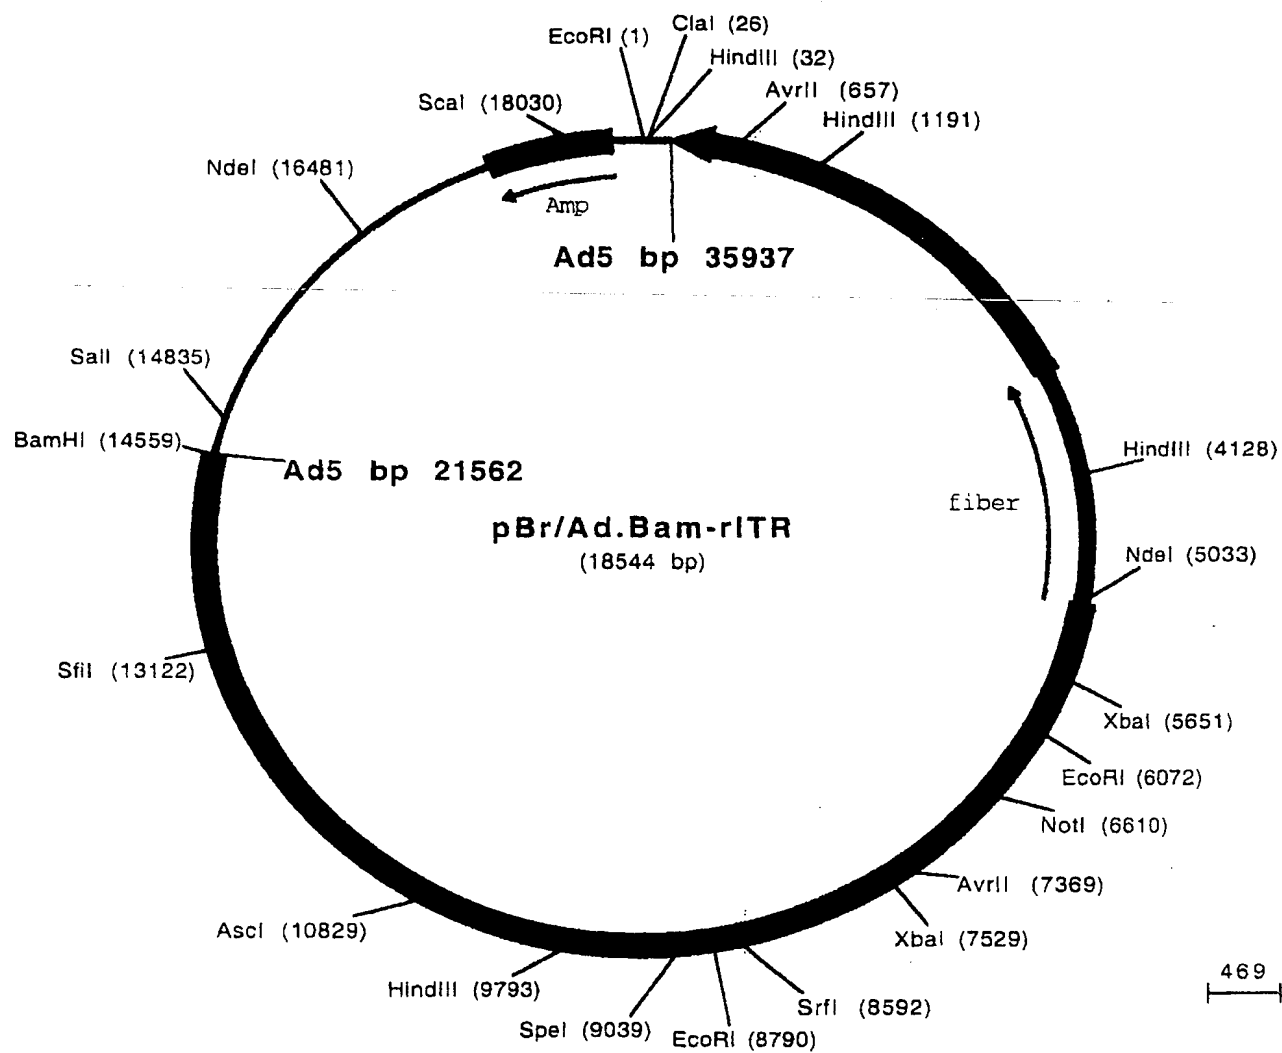 EcoRI (1)
ClaI (26)
HindIII (32)
AvrII (657)
HindIII (1191)
ScaI (18030)
NdeI (16481)
Amp
Ad5 bp 35937
SalI (14835)
BamHI (14559)
Ad5 bp 21562
HindIII (4128)
fiber
pBr/Ad.Bam-rITR
(18544 bp)
NdeI (5033)
SfiI (13122)
XbaI (5651)
EcoRI (6072)
NotI (6610)
AvrII (7369)
XbaI (7529)
AscI (10829)
HindIII (9793)
SpeI (9039)
EcoRI (8790)
SrfI (8592)
469